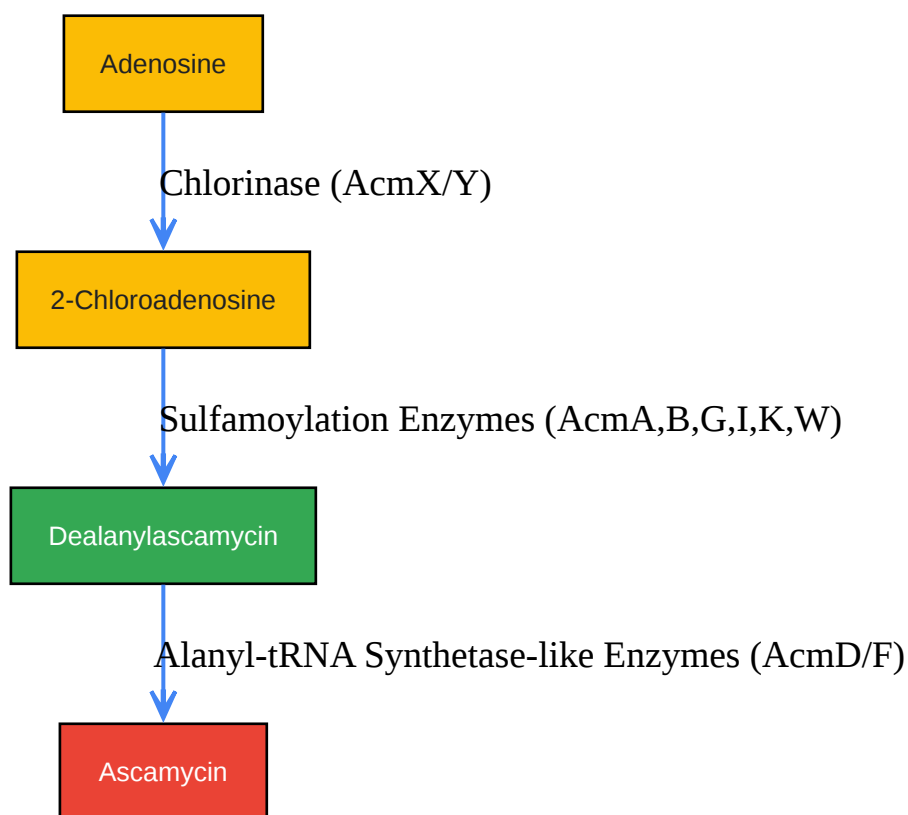 Adenosine
Chlorinase (AcmX/Y)
2-Chloroadenosine
Sulfamoylation Enzymes (AcmA,B,G,I,K,W)
Dealanylascamycin
Alanyl-tRNA Synthetase-like Enzymes (AcmD/F)
Ascamycin